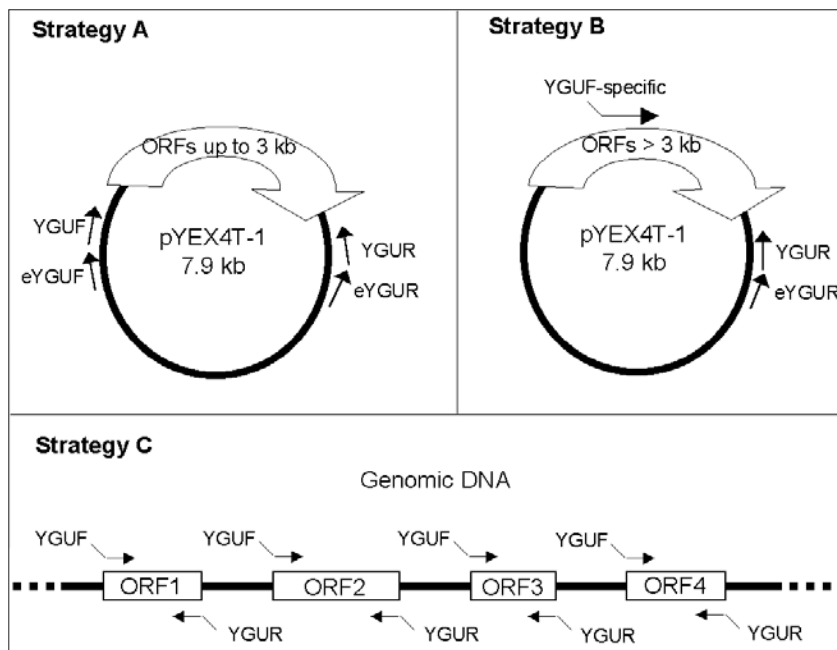 Strategy A
ORFs up to 3 kb
YGUF
eYGUF
pYEX4T-1
7.9 kb
YGUR
eYGUR
Strategy B
YGUF-specific
ORFs > 3 kb
pYEX4T-1
7.9 kb
YGUR
eYGUR
Strategy C
Genomic DNA
YGUF YGUF YGUF YGUF
ORF1 ORF2 ORF3 ORF4
YGUR YGUR YGUR YGUR